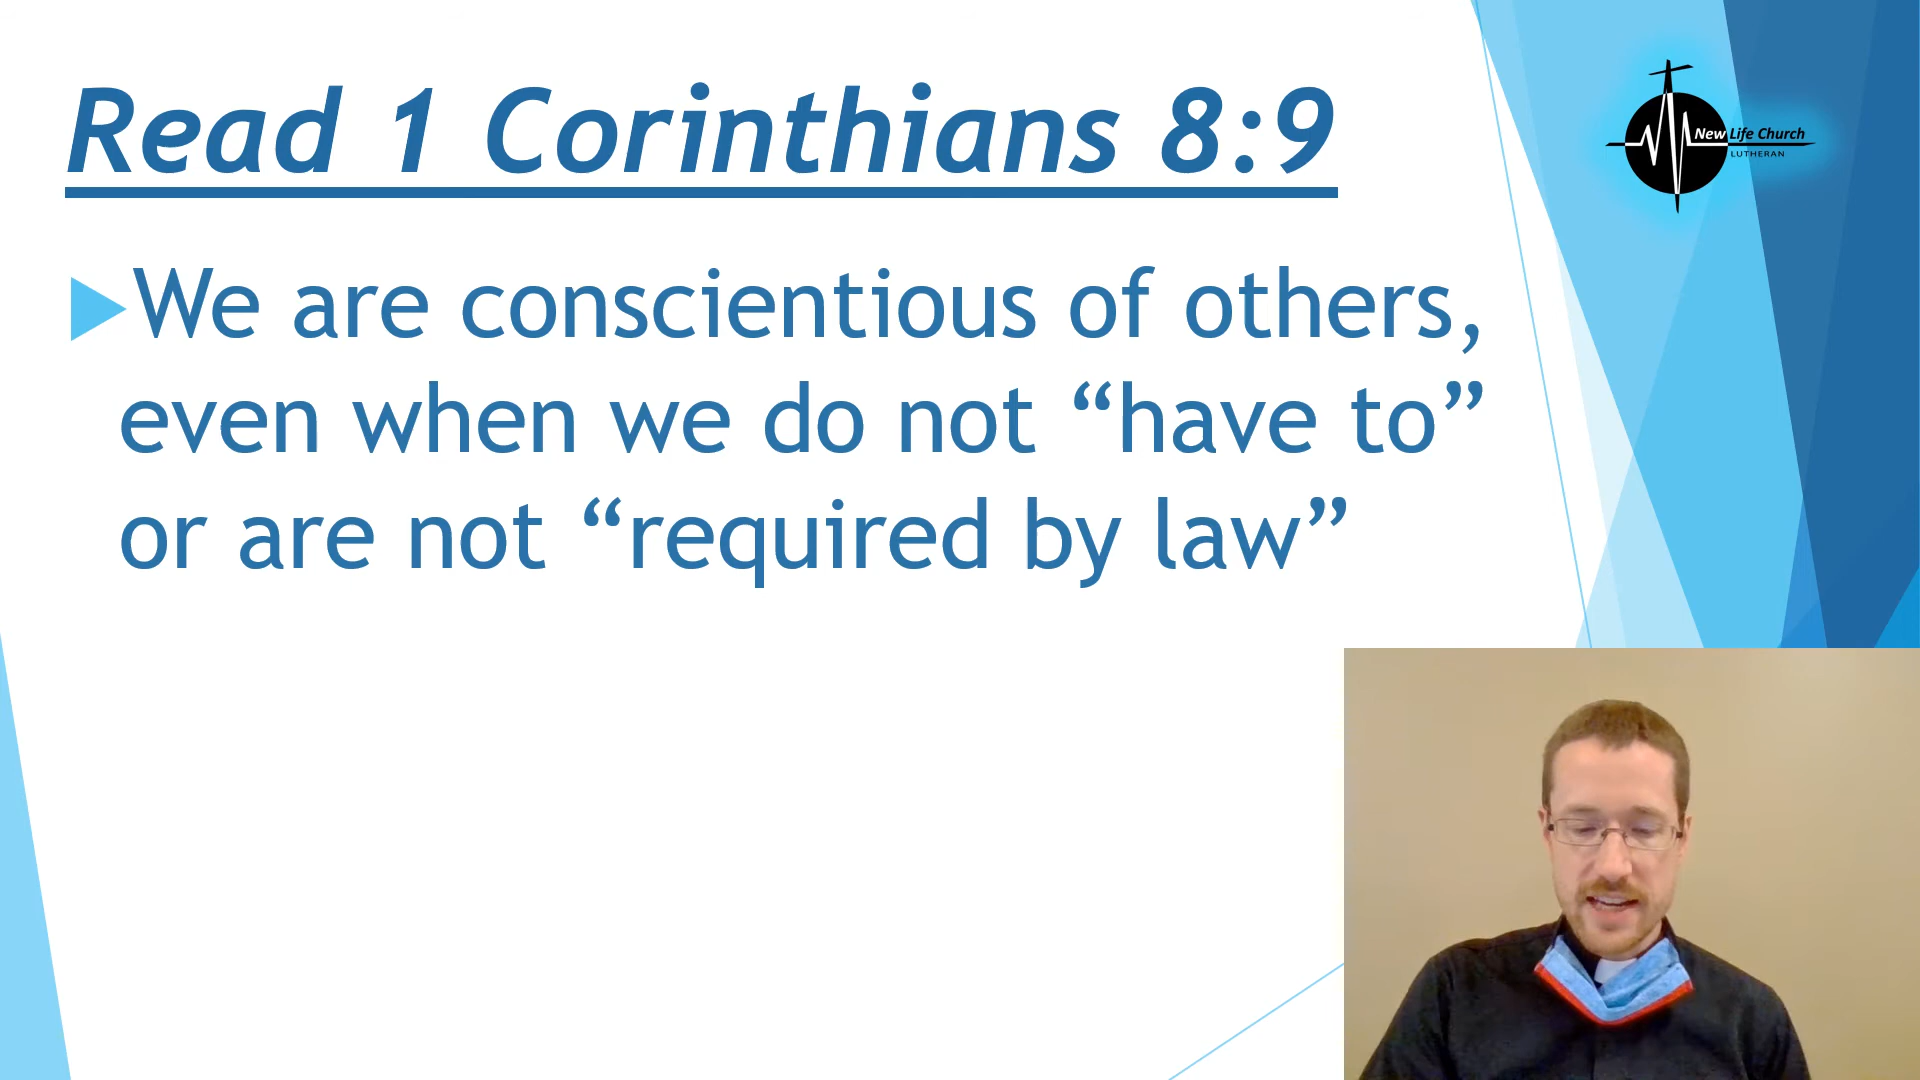 Read 1 Corinthians 8:9
New Life Church
LUTHERAN
We are conscientious of others,
even when we do not “have to”
or are not “required by law”